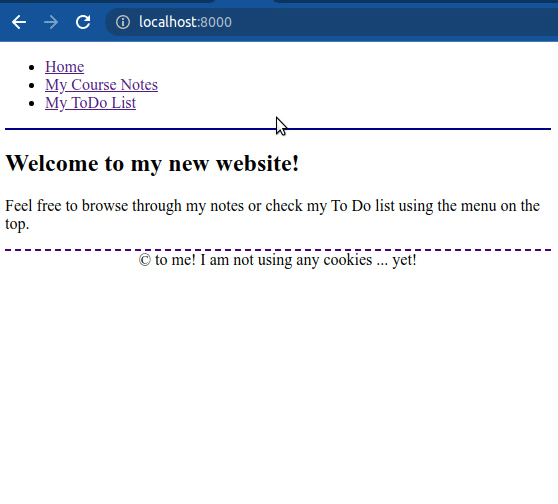 localhost:8000
Home
My Course Notes
My ToDo List
Welcome to my new website!
Feel free to browse through my notes or check my To Do list using the menu on the
top.
© to me! I am not using any cookies ... yet!